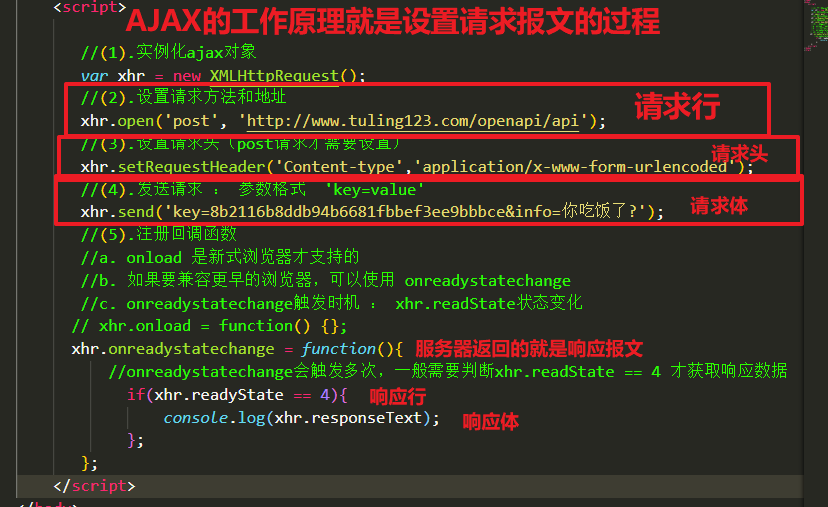 <script>
AJAX的工作原理就是设置请求报文的过程
//(1).实例化ajax对象
var xhr = new XMLHttpRequest();
//(2).设置请求方法和地址
xhr.open('post', 'http://www.tuling123.com/openapi/api'); 请求行
//(3).设置请求头（post请求才需要设置）
xhr.setRequestHeader('Content-type','application/x-www-form-urlencoded'); 请求头
//(4).发送请求 ： 参数格式  'key=value'
xhr.send('key=8b2116b8ddb94b6681fbbef3ee9bbbce&info=你吃饭了?'); 请求体
//(5).注册回调函数
//a. onload 是新式浏览器才支持的
//b. 如果要兼容更早的浏览器，可以使用 onreadystatechange
//c. onreadystatechange触发时机 ： xhr.readState状态变化
// xhr.onload = function() {};
xhr.onreadystatechange = function(){ 服务器返回的就是响应报文
//onreadystatechange会触发多次，一般需要判断xhr.readState == 4 才获取响应数据
if(xhr.readyState == 4){ 响应行
console.log(xhr.responseText); 响应体
};
};
</script>
</body>